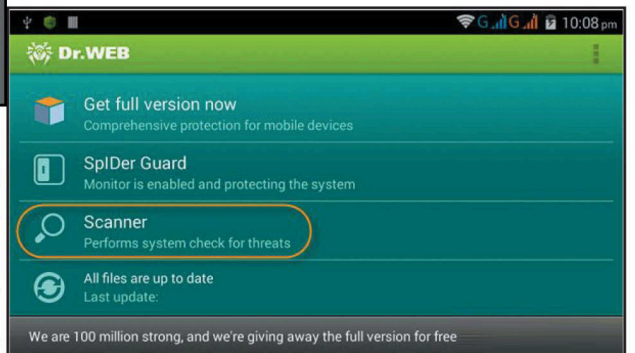 G G 10:08 pm
Dr.WEB
Get full version now
Comprehensive protection for mobile devices
SpIDer Guard
Monitor is enabled and protecting the system
Scanner
Performs system check for threats
All files are up to date
Last update:
We are 100 million strong, and we're giving away the full version for free